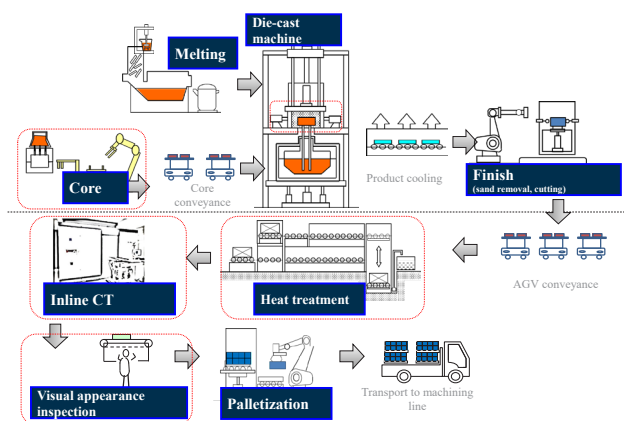 Die-cast
machine
Melting
Core
Core
conveyance
Product cooling
Finish
(sand removal, cutting)
Inline CT
Heat treatment
AGV conveyance
Visual appearance
inspection
Palletization
Transport to machining
line